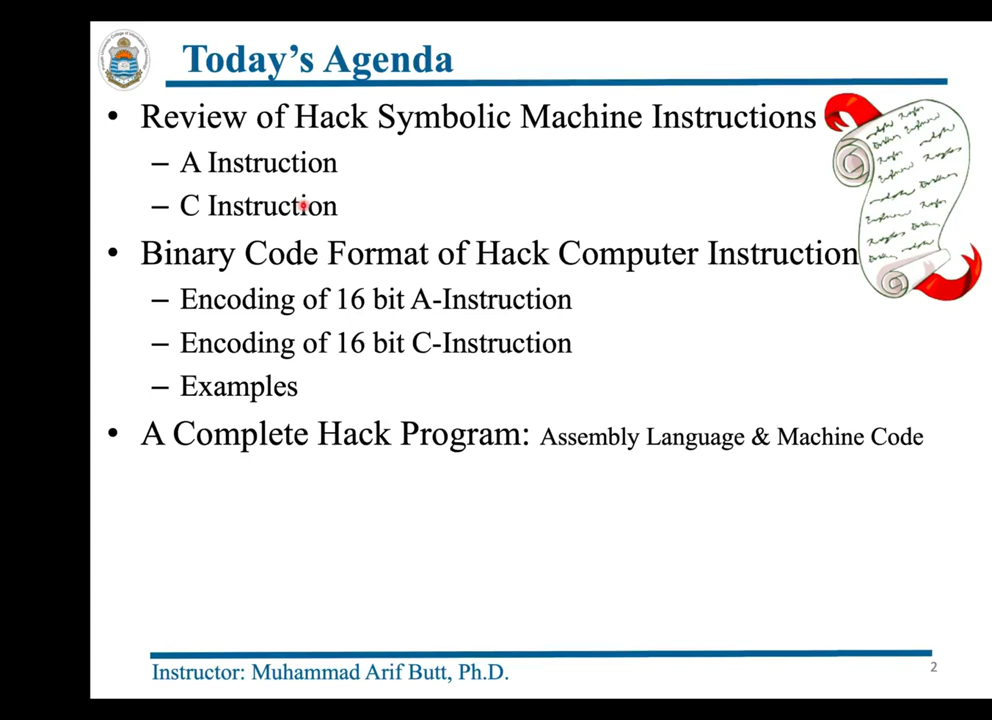 Today's Agenda
• Review of Hack Symbolic Machine Instructions
– A Instruction
– C Instruction
• Binary Code Format of Hack Computer Instruction
– Encoding of 16 bit A-Instruction
– Encoding of 16 bit C-Instruction
– Examples
• A Complete Hack Program: Assembly Language & Machine Code
Instructor: Muhammad Arif Butt, Ph.D.
2